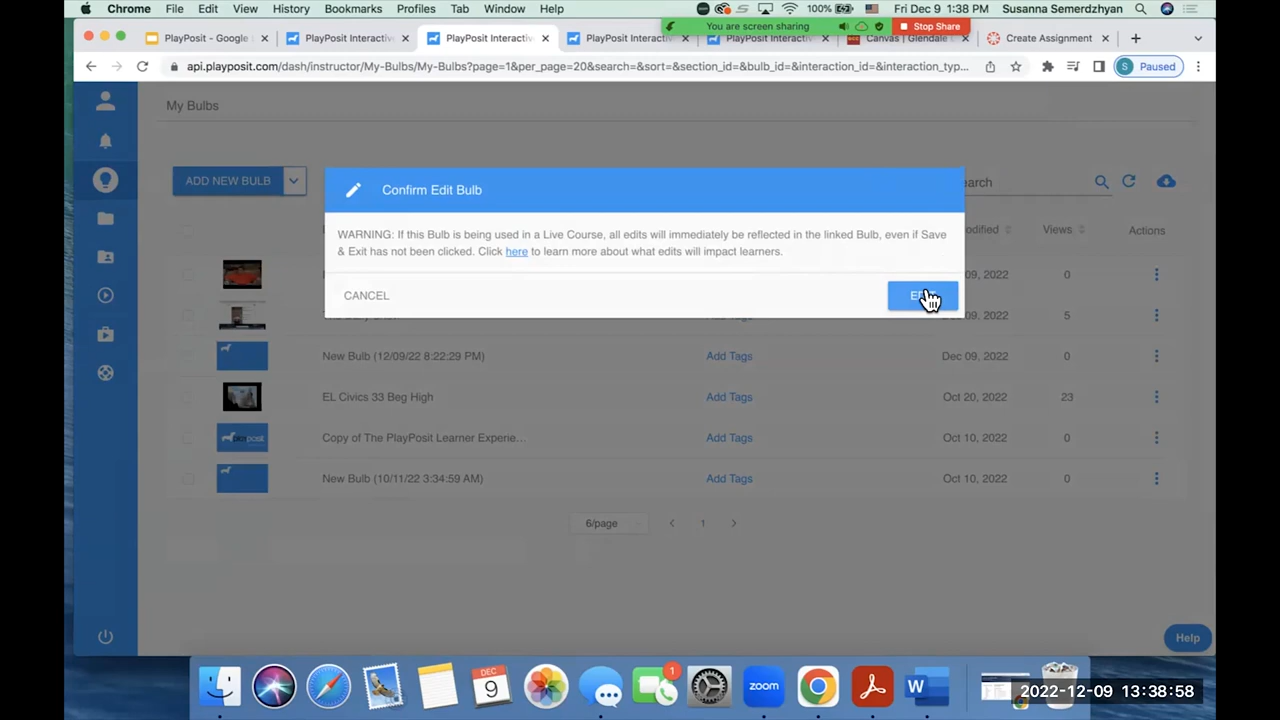 Chrome File Edit View History Bookmarks Profiles Tab Window Help 100% Fri Dec 9 1:38 PM Susanna Semerdzhyan
You are screen sharing Stop Share
PlayPosit - Goo PlayPosit Interactiv PlayPosit Interactiv PlayPosit Interactiv PlayPosit Interactiv Canvas | Glendale Create Assignment
api.playposit.com/dash/instructor/My-Bulbs/My-Bulbs?page=1&per_page=20&search=&sort=&section_id=&bulb_id=&interaction_id=&interaction_typ... S Paused
My Bulbs
ADD NEW BULB
earch
Confirm Edit Bulb
WARNING: If this Bulb is being used in a Live Course, all edits will immediately be reflected in the linked Bulb, even if Save
& Exit has not been clicked. Click here to learn more about what edits will impact learners.
CANCEL
Views Actions
09, 2022 0
09, 2022 5
New Bulb (12/09/22 8:22:29 PM) Add Tags Dec 09, 2022 0
EL Civics 33 Beg High Add Tags Oct 20, 2022 23
Copy of The PlayPosit Learner Experie... Add Tags Oct 10, 2022 0
New Bulb (10/11/22 3:34:59 AM) Add Tags Oct 10, 2022 0
6/page 1
Help
DEC
9
1
zoom
W
2022-12-09 13:38:58